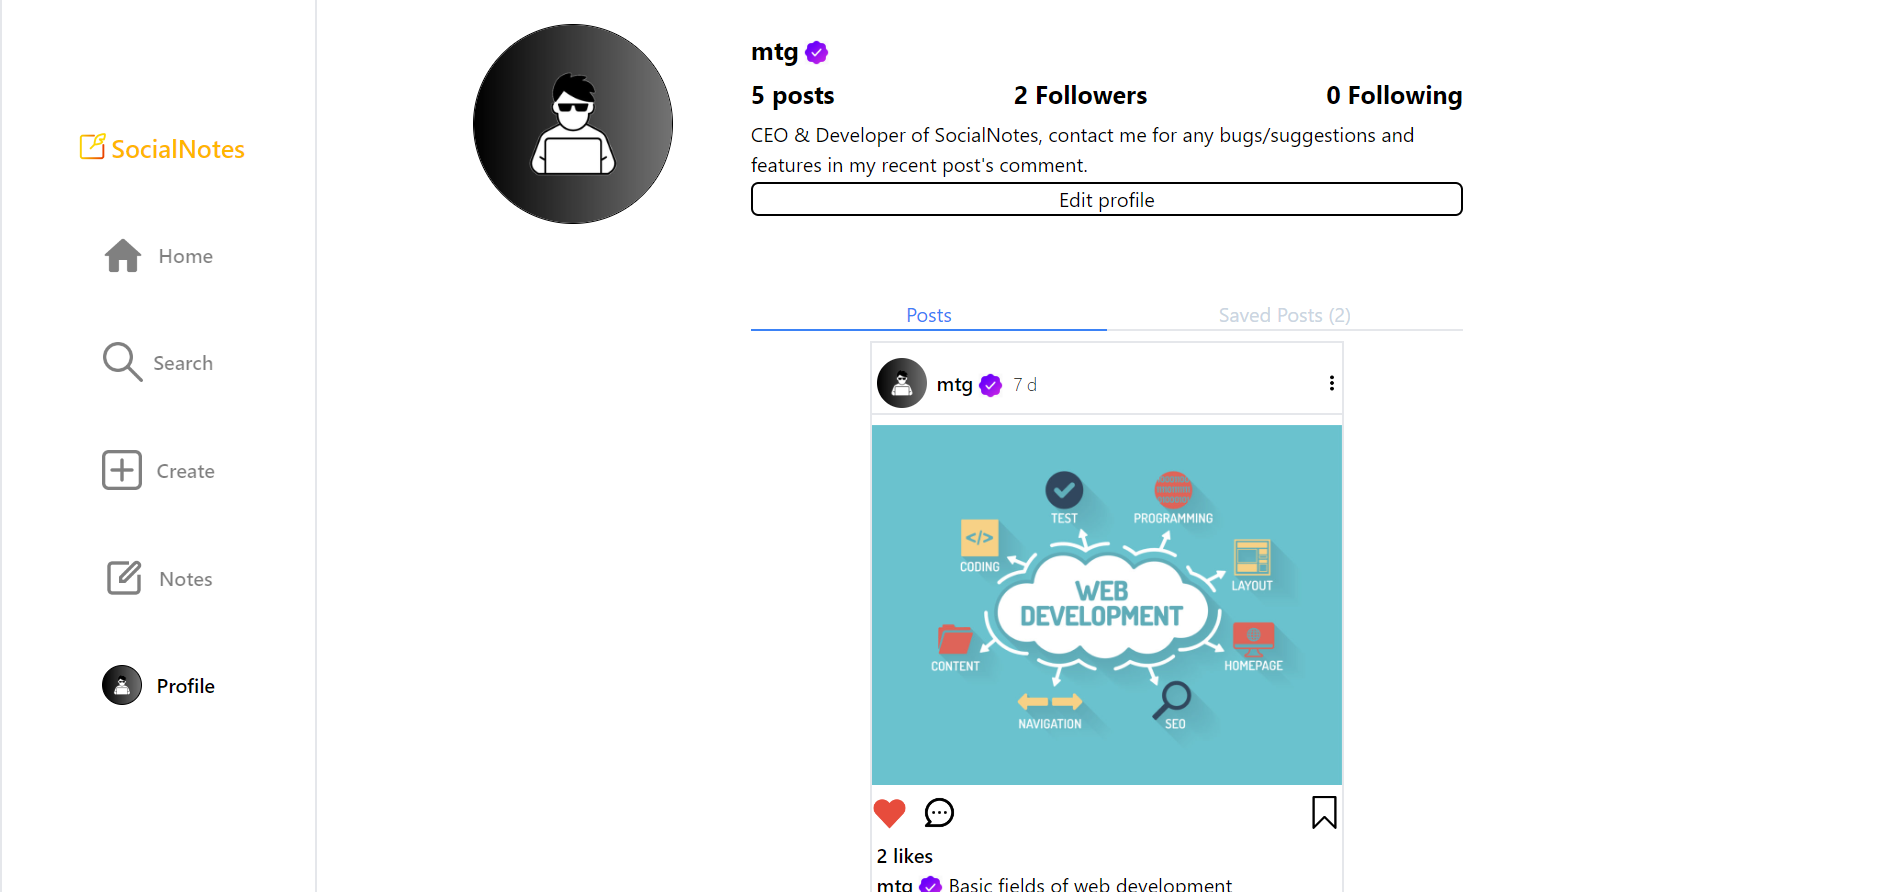 SocialNotes
Home
Search
Create
Notes
Profile
mtg
5 posts 2 Followers 0 Following
CEO & Developer of SocialNotes, contact me for any bugs/suggestions and
features in my recent post's comment.
Edit profile
Posts Saved Posts (2)
mtg 7 d
TEST
PROGRAMMING
</>
CODING
LAYOUT
WEB
DEVELOPMENT
CONTENT
HOMEPAGE
NAVIGATION
SEO
2 likes
mtg Basic fields of web development